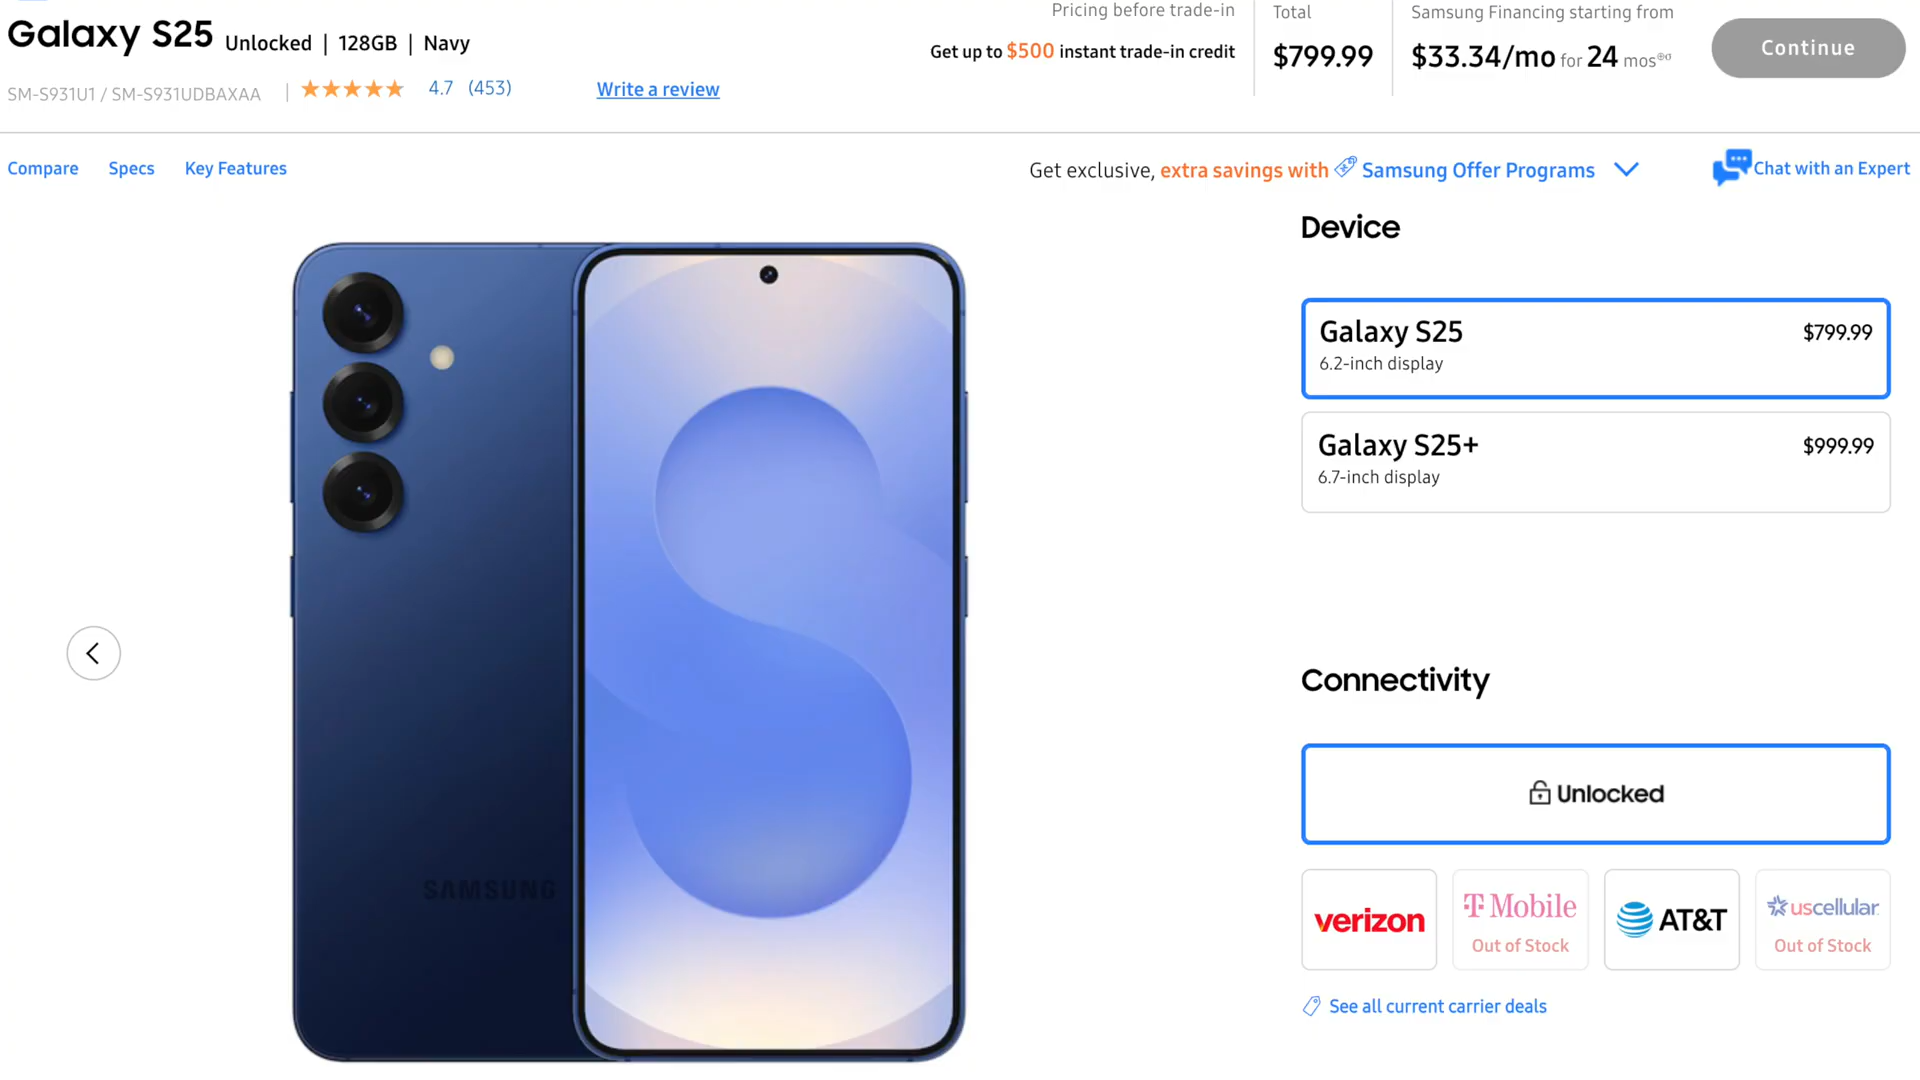 Galaxy S25 Unlocked | 128GB | Navy
SM-S931U1 / SM-S931UDBAXAA | 4.7 (453) Write a review
Pricing before trade-in
Get up to $500 instant trade-in credit
Total
$799.99
Samsung Financing starting from
$33.34/mo for 24 mos
Continue
Compare Specs Key Features
Get exclusive, extra savings with Samsung Offer Programs
Chat with an Expert
SAMSUNG
Device
Galaxy S25 $799.99
6.2-inch display
Galaxy S25+ $999.99
6.7-inch display
Connectivity
Unlocked
verizon
T Mobile
Out of Stock
AT&T
uscellular
Out of Stock
See all current carrier deals